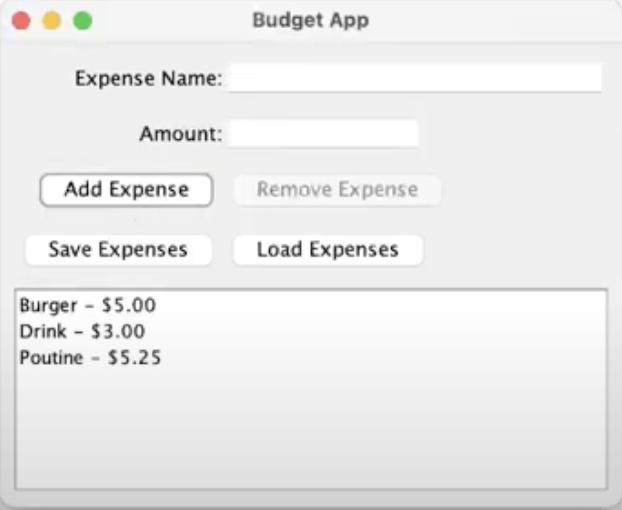 Budget App
Expense Name:
Amount:
Add Expense Remove Expense
Save Expenses Load Expenses
Burger - $5.00
Drink - $3.00
Poutine - $5.25